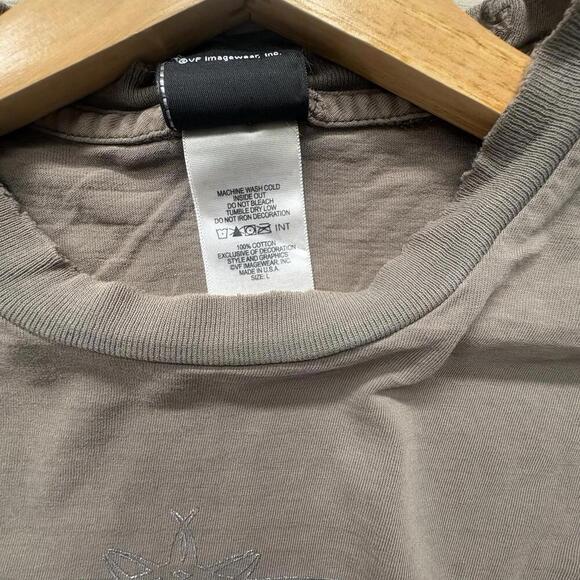 ©VF Imagewear, Inc.
MACHINE WASH COLD
INSIDE OUT
DO NOT BLEACH
TUMBLE DRY LOW
DO NOT IRON DECORATION
INT
100% COTTON
EXCLUSIVE OF DECORATION
STYLE AND GRAPHICS
©VF IMAGEWEAR, INC.
MADE IN U.S.A.
SIZE: L